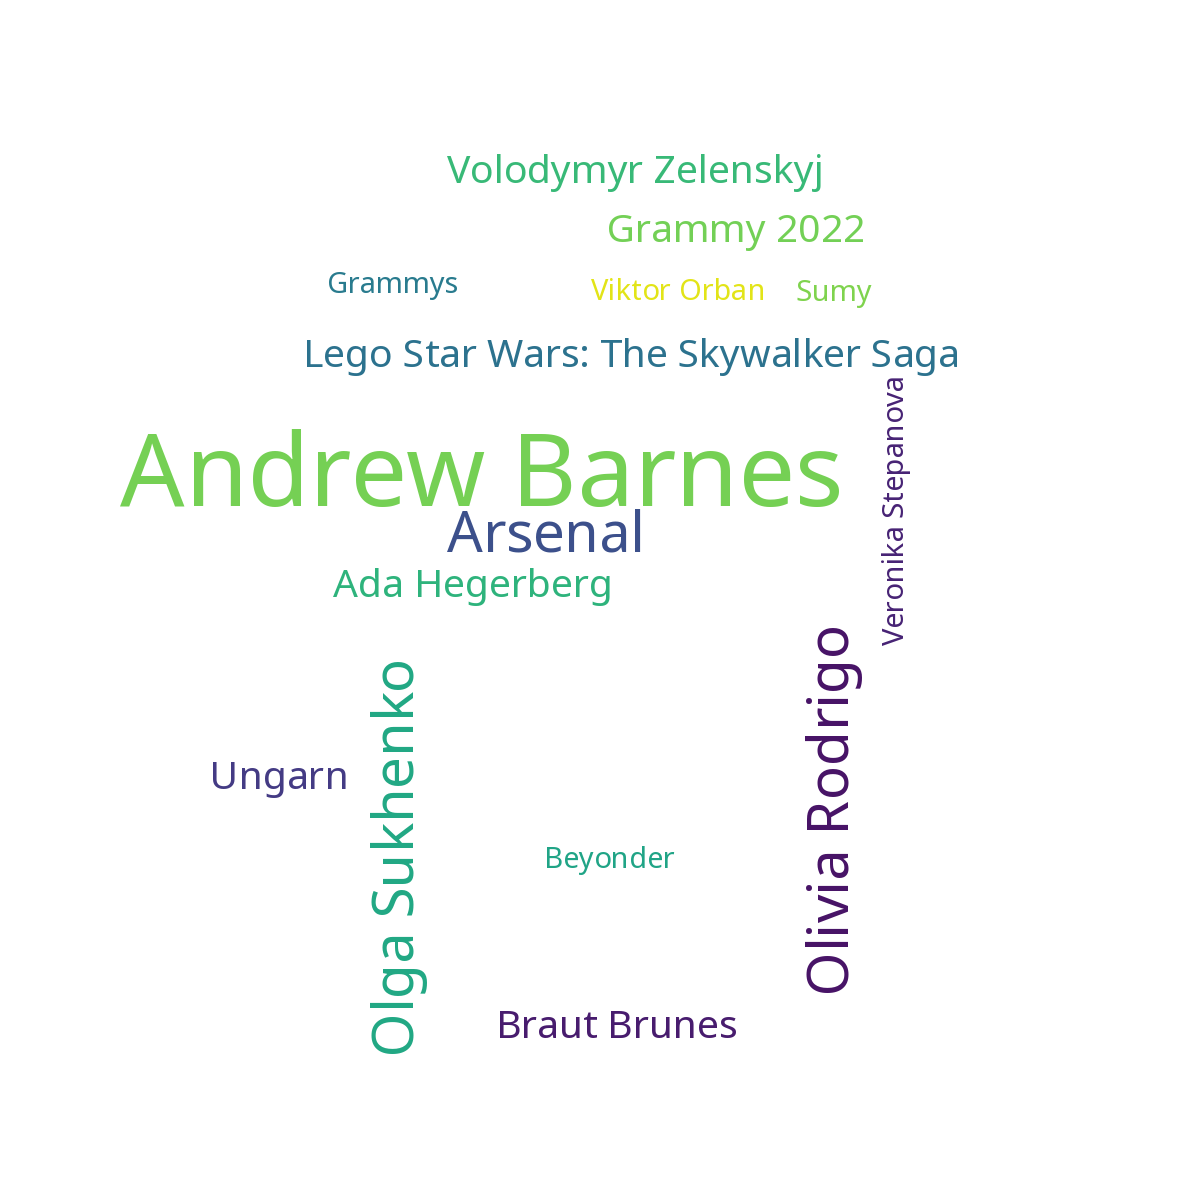 Volodymyr Zelenskyj
Grammy 2022
Grammys
Viktor Orban
Sumy
Lego Star Wars: The Skywalker Saga
Veronika Stepanova
Andrew Barnes
Arsenal
Ada Hegerberg
Olivia Rodrigo
Olga Sukhenko
Ungarn
Beyonder
Braut Brunes